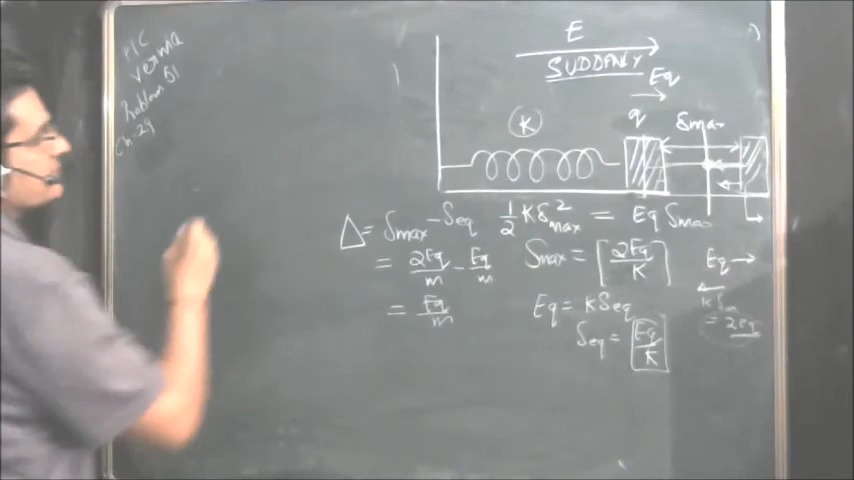 HC
Verma
Problem 51
Ch-29
E
SUDDENLY
Eq
q
δmax
K
Δ = δmax - δeq
= 2Eq/m - Eq/m
= Eq/m
1/2 K δ²max = Eq δmax
δmax = [2Eq/K]
Eq = Kδeq
δeq = Eq/K
Eq →
Kδm
= 2Eq